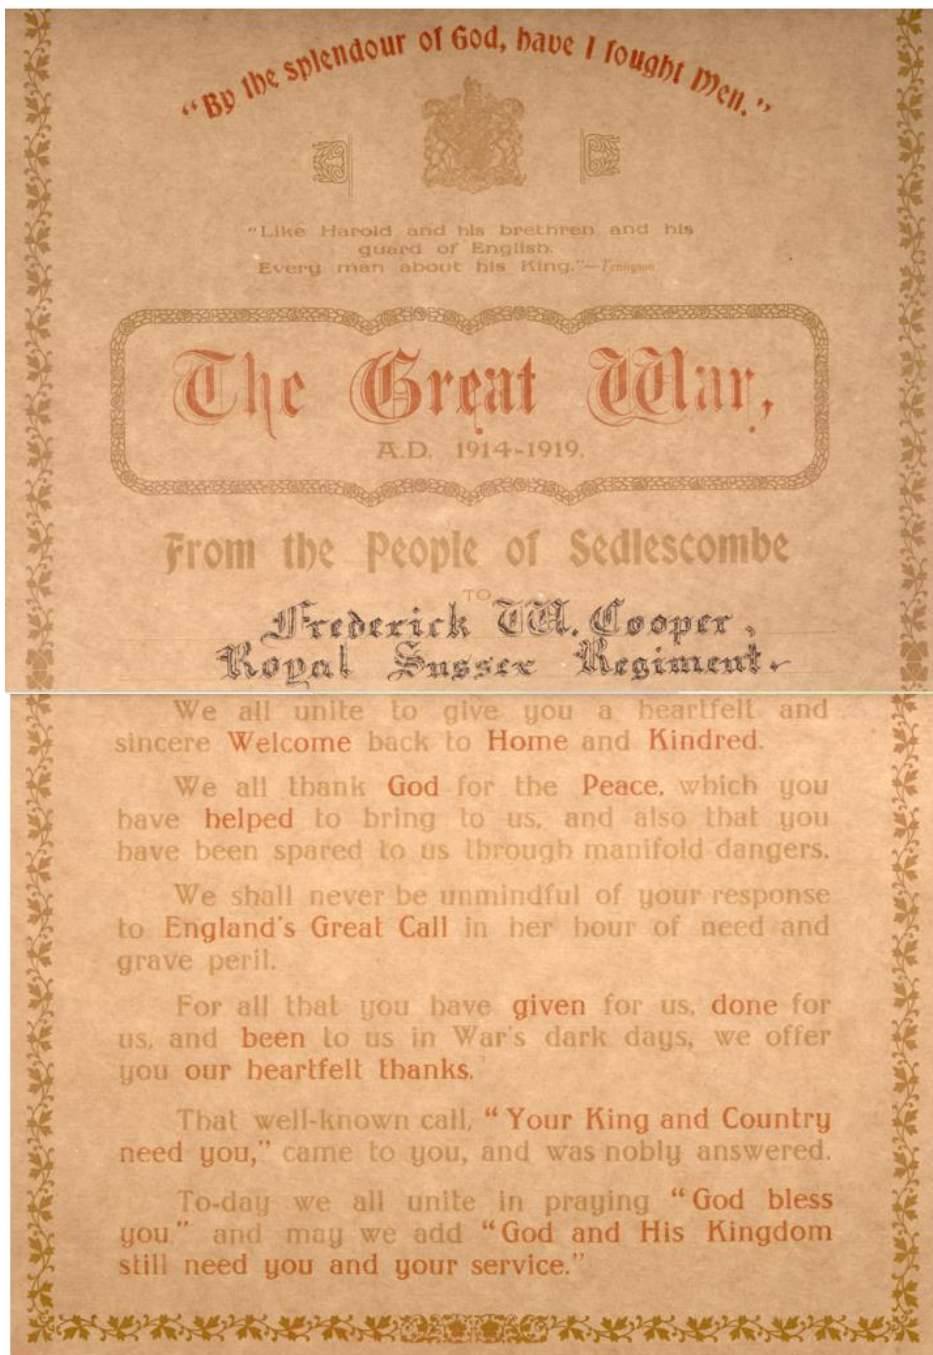 "By the splendour of God, have I fought Men."
"Like Harold and his brethren and his
guard of English.
Every man about his King."—Tennyson
The Great War,
A.D. 1914-1919.
From the People of Sedlescombe
TO
Frederick W. Cooper,
Royal Sussex Regiment.
We all unite to give you a heartfelt and
sincere Welcome back to Home and Kindred.
We all thank God for the Peace, which you
have helped to bring to us, and also that you
have been spared to us through manifold dangers.
We shall never be unmindful of your response
to England's Great Call in her hour of need and
grave peril.
For all that you have given for us, done for
us, and been to us in War's dark days, we offer
you our heartfelt thanks.
That well-known call, "Your King and Country
need you," came to you, and was nobly answered.
To-day we all unite in praying "God bless
you" and may we add "God and His Kingdom
still need you and your service."